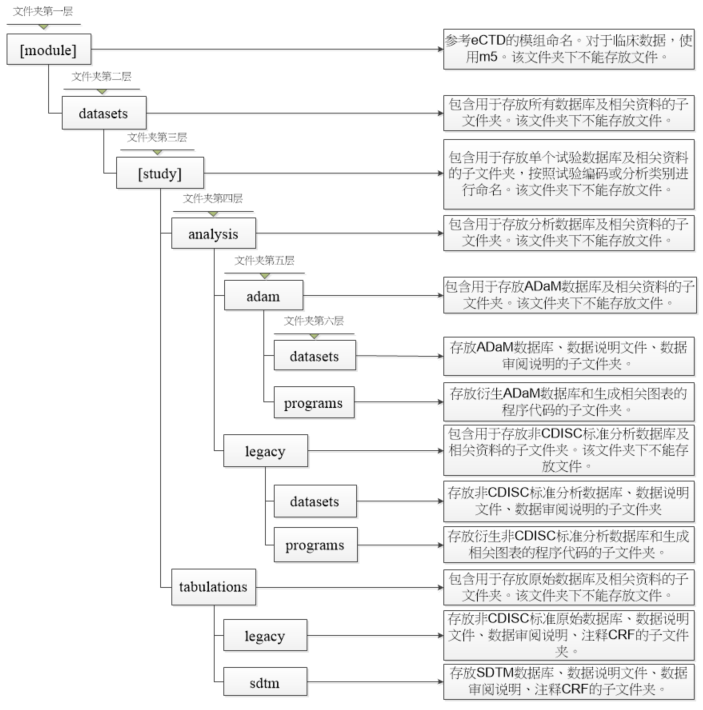 文件夹第一层
[module]
参考eCTD的模组命名。对于临床数据，使
用m5。该文件夹下不能存放文件。
文件夹第二层
datasets
包含用于存放所有数据库及相关资料的子
文件夹。该文件夹下不能存放文件。
文件夹第三层
[study]
包含用于存放单个试验数据库及相关资料
的子文件夹，按照试验编码或分析类别进
行命名。该文件夹下不能存放文件。
文件夹第四层
analysis
包含用于存放分析数据库及相关资料的子
文件夹。该文件夹下不能存放文件。
文件夹第五层
adam
包含用于存放ADaM数据库及相关资料的子
文件夹。该文件夹下不能存放文件。
文件夹第六层
datasets
存放ADaM数据库、数据说明文件、数据
审阅说明的子文件夹。
programs
存放衍生ADaM数据库和生成相关图表的
程序代码的子文件夹。
legacy
包含用于存放非CDISC标准分析数据库及
相关资料的子文件夹。该文件夹下不能存
放文件。
datasets
存放非CDISC标准分析数据库、数据说明
文件、数据审阅说明的子文件夹
programs
存放衍生非CDISC标准分析数据库和生成
相关图表的程序代码的子文件夹。
tabulations
包含用于存放原始数据库及相关资料的子
文件夹。该文件夹下不能存放文件。
legacy
存放非CDISC标准原始数据库、数据说明
文件、数据审阅说明、注释CRF的子文件
夹。
sdtm
存放SDTM数据库、数据说明文件、数据
审阅说明、注释CRF的子文件夹。